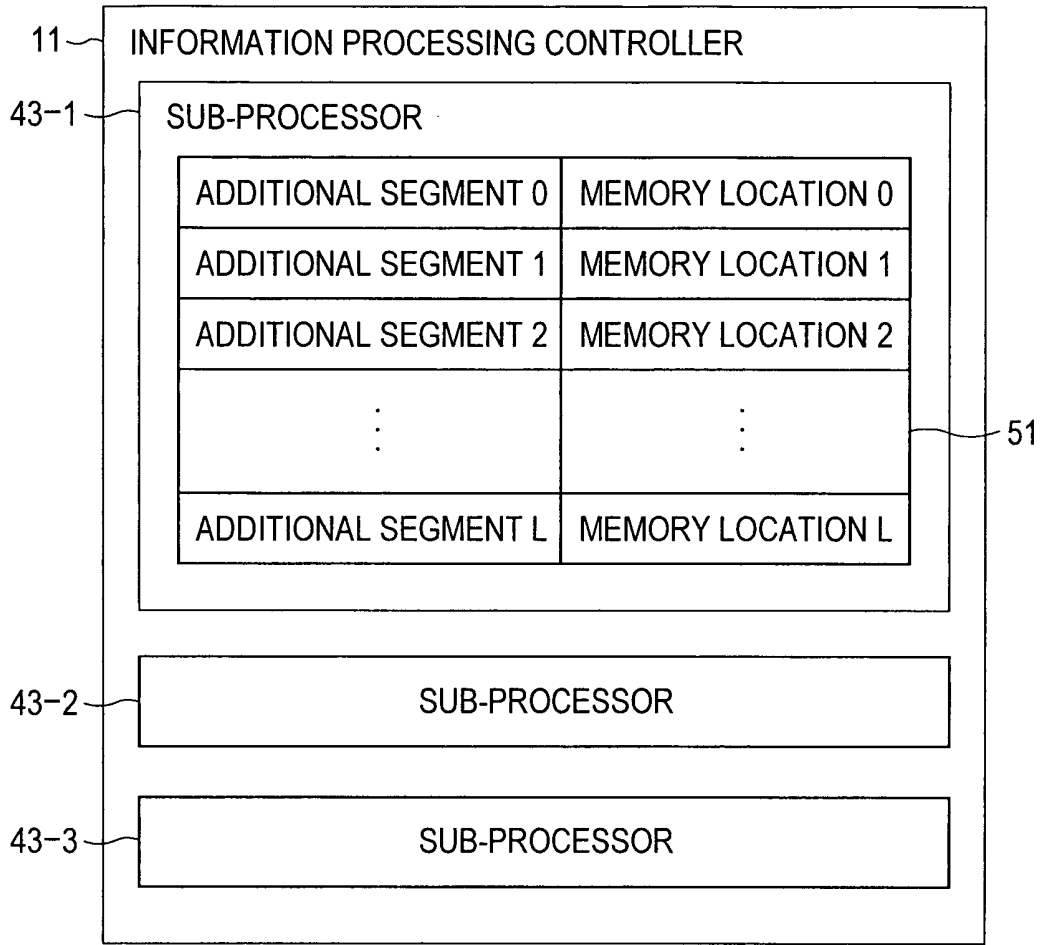 11 INFORMATION PROCESSING CONTROLLER
43-1 SUB-PROCESSOR
ADDITIONAL SEGMENT 0 MEMORY LOCATION 0
ADDITIONAL SEGMENT 1 MEMORY LOCATION 1
ADDITIONAL SEGMENT 2 MEMORY LOCATION 2
⋮ ⋮ 51
ADDITIONAL SEGMENT L MEMORY LOCATION L
43-2 SUB-PROCESSOR
43-3 SUB-PROCESSOR